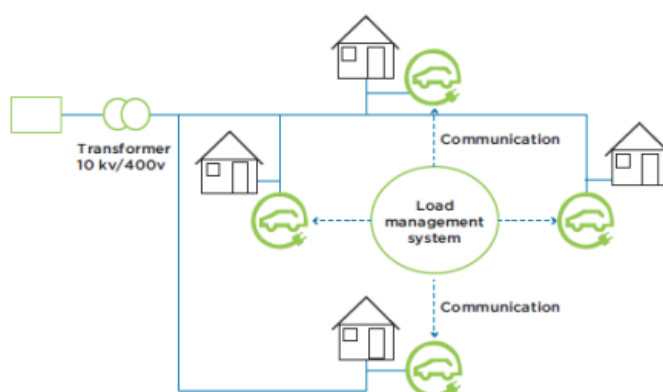 Communication
Transformer
10 kv/400v
Load
management
system
Communication